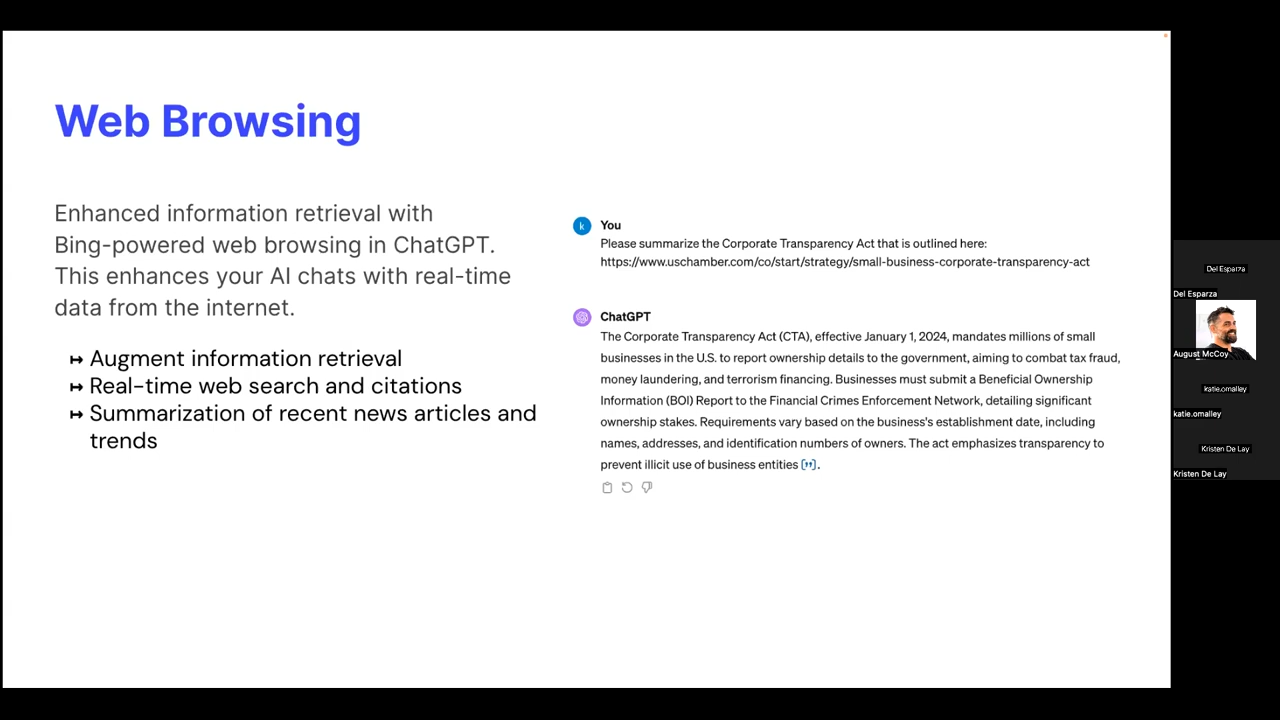 Web Browsing
Enhanced information retrieval with
Bing-powered web browsing in ChatGPT.
This enhances your AI chats with real-time
data from the internet.
↦ Augment information retrieval
↦ Real-time web search and citations
↦ Summarization of recent news articles and
trends
k
You
Please summarize the Corporate Transparency Act that is outlined here:
https://www.uschamber.com/co/start/strategy/small-business-corporate-transparency-act
ChatGPT
The Corporate Transparency Act (CTA), effective January 1, 2024, mandates millions of small
businesses in the U.S. to report ownership details to the government, aiming to combat tax fraud,
money laundering, and terrorism financing. Businesses must submit a Beneficial Ownership
Information (BOI) Report to the Financial Crimes Enforcement Network, detailing significant
ownership stakes. Requirements vary based on the business's establishment date, including
names, addresses, and identification numbers of owners. The act emphasizes transparency to
prevent illicit use of business entities ["].
Del Esparza
Del Esparza
August McCoy
katie.omalley
katie.omalley
Kristen De Lay
Kristen De Lay